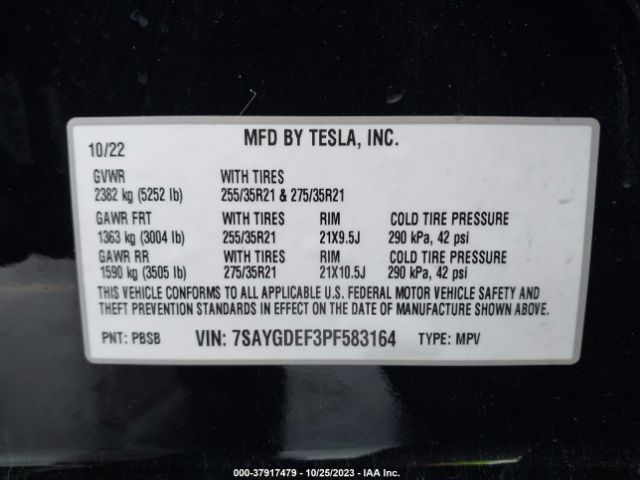 MFD BY TESLA, INC.
10/22
GVWR WITH TIRES
2382 kg (5252 lb) 255/35R21 & 275/35R21
GAWR FRT WITH TIRES RIM COLD TIRE PRESSURE
1363 kg (3004 lb) 255/35R21 21X9.5J 290 kPa, 42 psi
GAWR RR WITH TIRES RIM COLD TIRE PRESSURE
1590 kg (3505 lb) 275/35R21 21X10.5J 290 kPa, 42 psi
THIS VEHICLE CONFORMS TO ALL APPLICABLE U.S. FEDERAL MOTOR VEHICLE SAFETY AND
THEFT PREVENTION STANDARDS IN EFFECT ON THE DATE OF MANUFACTURE SHOWN ABOVE.
PNT: PBSB VIN: 7SAYGDEF3PF583164 TYPE: MPV
000-37917479 - 10/25/2023 - IAA Inc.